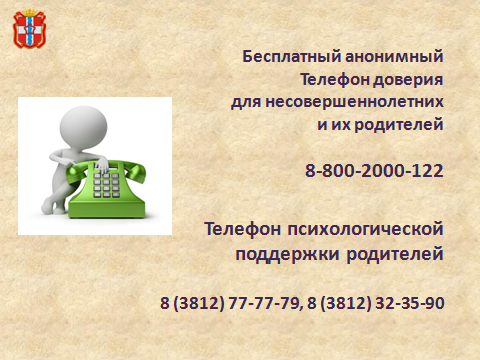 Бесплатный анонимный
Телефон доверия
для несовершеннолетних
и их родителей
8-800-2000-122
Телефон психологической
поддержки родителей
8 (3812) 77-77-79, 8 (3812) 32-35-90